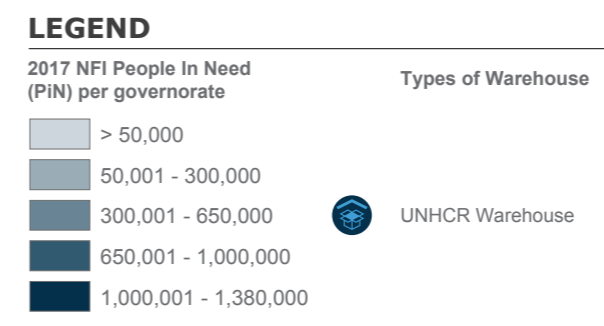 LEGEND
2017 NFI People In Need
(PiN) per governorate
Types of Warehouse
> 50,000
50,001 - 300,000
300,001 - 650,000
UNHCR Warehouse
650,001 - 1,000,000
1,000,001 - 1,380,000